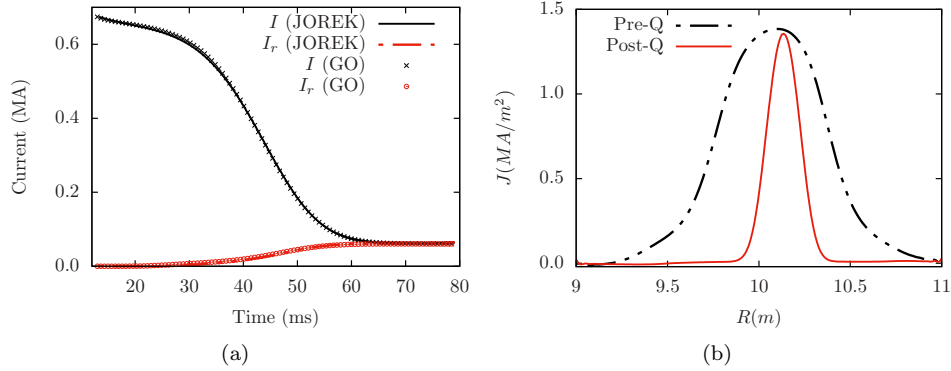 I (JOREK)
I_r (JOREK)
I (GO)
I_r (GO)
Current (MA)
0.6
0.4
0.2
0.0
20 30 40 50 60 70 80
Time (ms)
(a)
Pre-Q
Post-Q
J(MA/m²)
1.5
1.0
0.5
0.0
9 9.5 10 10.5 11
R(m)
(b)